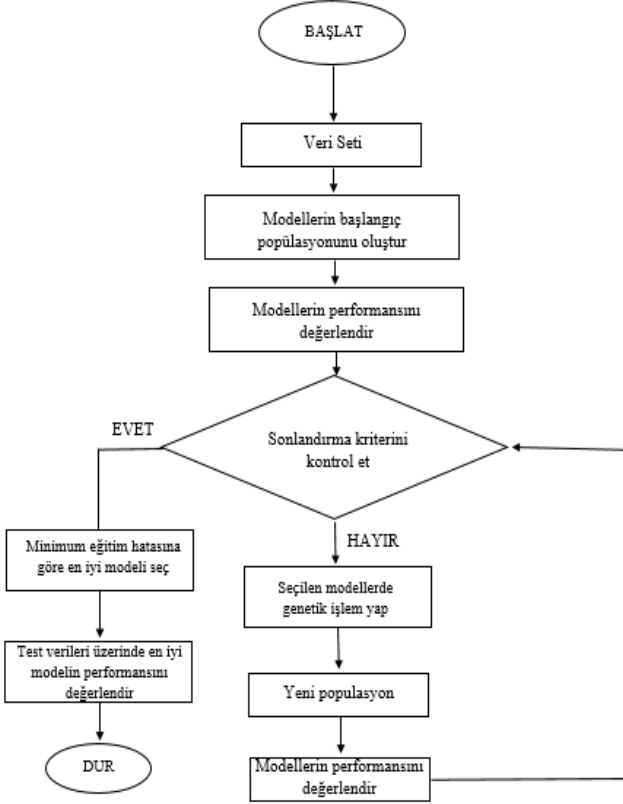 BAŞLAT
Veri Seti
Modellerin başlangıç
popülasyonunu oluştur
Modellerin performansını
değerlendir
Sonlandırma kriterini
kontrol et
EVET
Minimum eğitim hatasına
göre en iyi modeli seç
Test verileri üzerinde en iyi
modelin performansını
değerlendir
DUR
HAYIR
Seçilen modellerde
genetik işlem yap
Yeni populasyon
Modellerin performansını
değerlendir